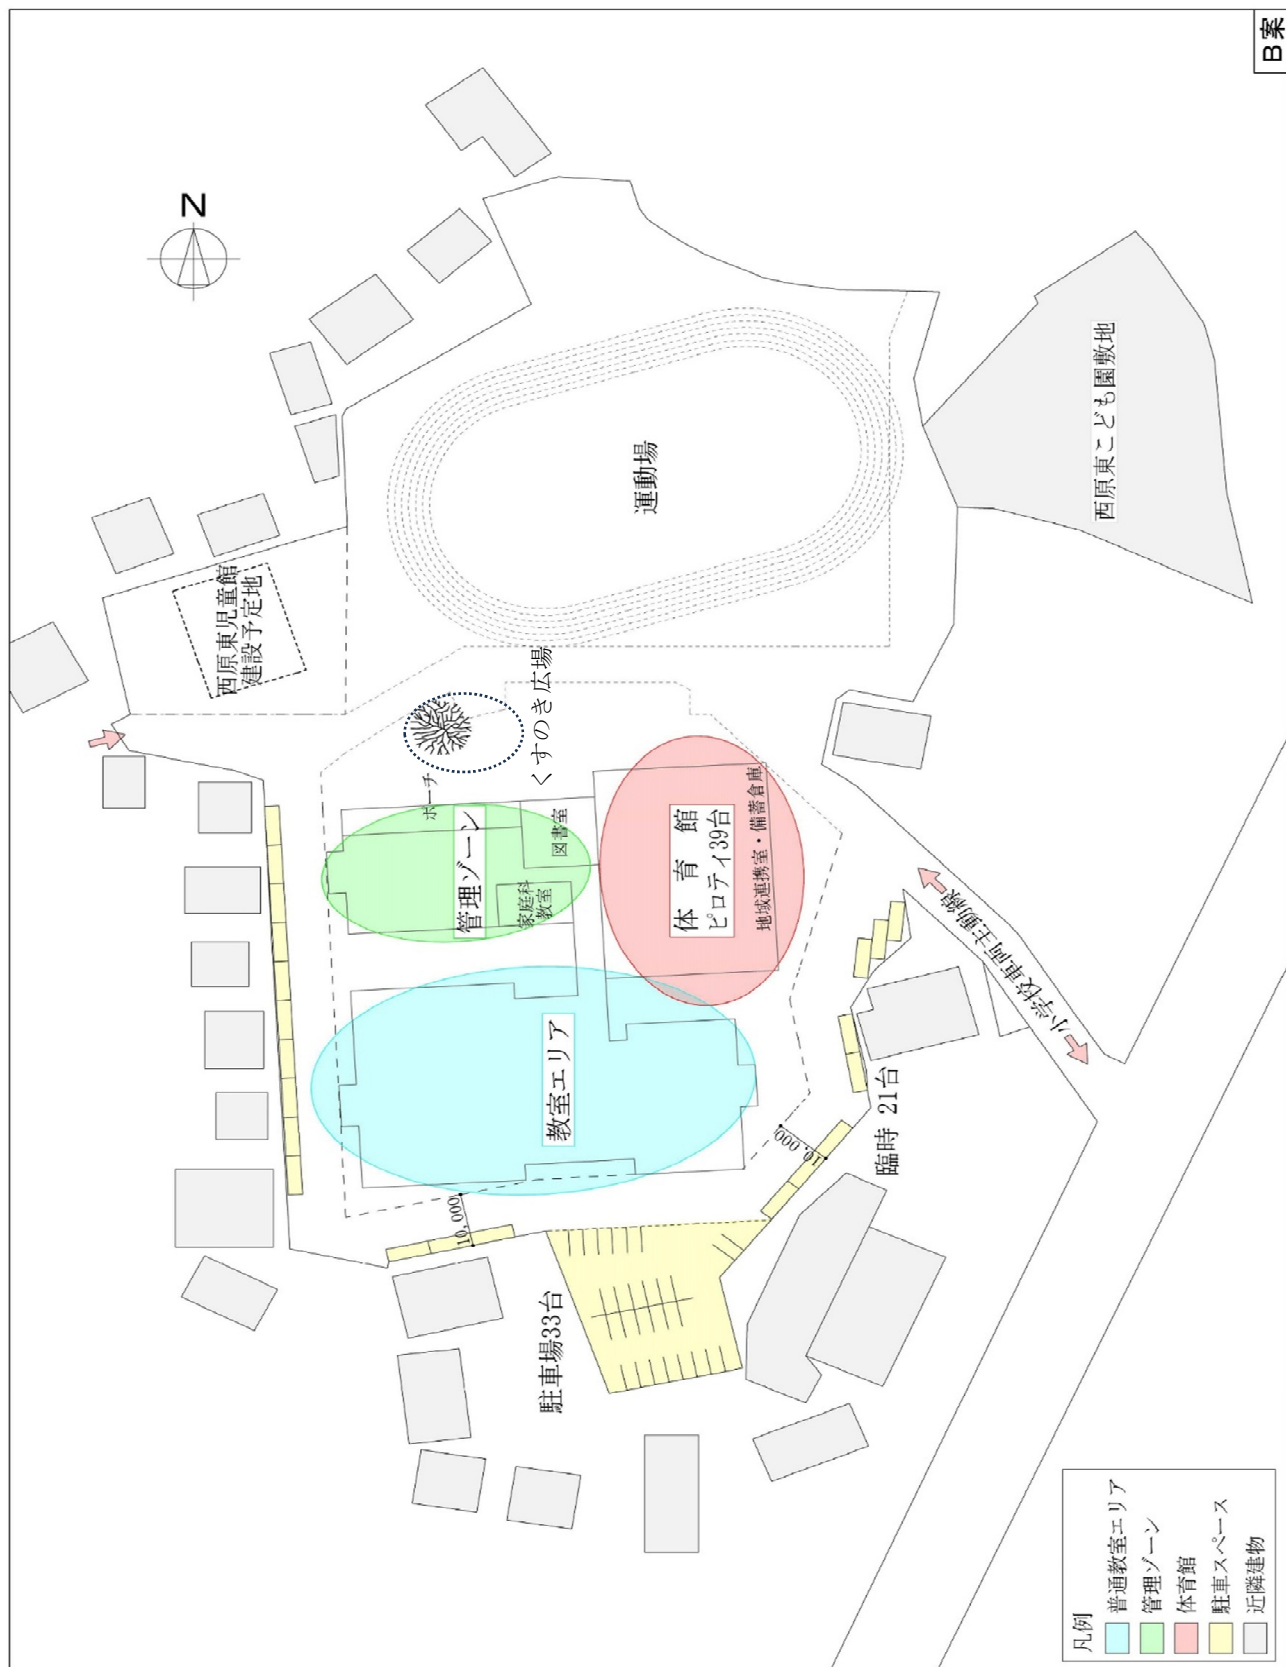 B案
N
西原東児童館
建設予定地
運動場
西原東こども園敷地
くすのき広場
ポーチ
管理ゾーン
図書室
家庭科
教室
体 育 館
ピロティ39台
地域連携室・備蓄倉庫
教室エリア
小学校車両主動線
臨時 21台
10,000
10,000
駐車場33台
凡例
普通教室エリア
管理ゾーン
体育館
駐車スペース
近隣建物